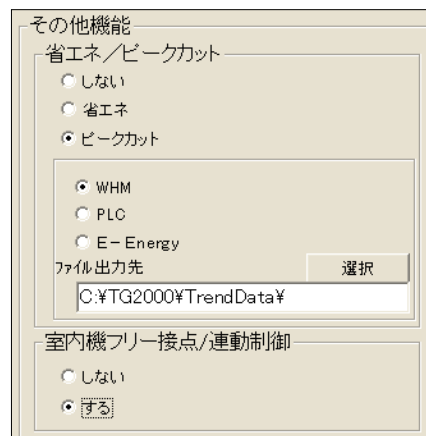 その他機能
省エネ／ピークカット
しない
省エネ
ピークカット
WHM
PLC
E－Energy
ファイル出力先
選択
C:¥TG2000¥TrendData¥
室内機フリー接点/連動制御
しない
する